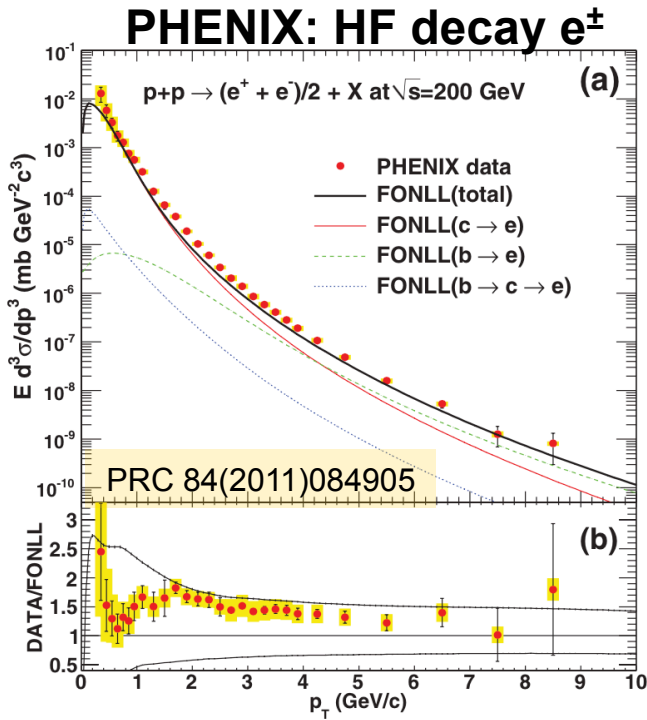 PHENIX: HF decay e±
(a)
p+p → (e⁺ + e⁻)/2 + X at √s=200 GeV
PHENIX data
FONLL(total)
FONLL(c → e)
FONLL(b → e)
FONLL(b → c → e)
E d³σ/dp³ (mb GeV⁻²c³)
10⁻¹
10⁻²
10⁻³
10⁻⁴
10⁻⁵
10⁻⁶
10⁻⁷
10⁻⁸
10⁻⁹
10⁻¹⁰
PRC 84(2011)084905
(b)
DATA/FONLL
3
2.5
2
1.5
1
0.5
0 1 2 3 4 5 6 7 8 9 10
p_T (GeV/c)